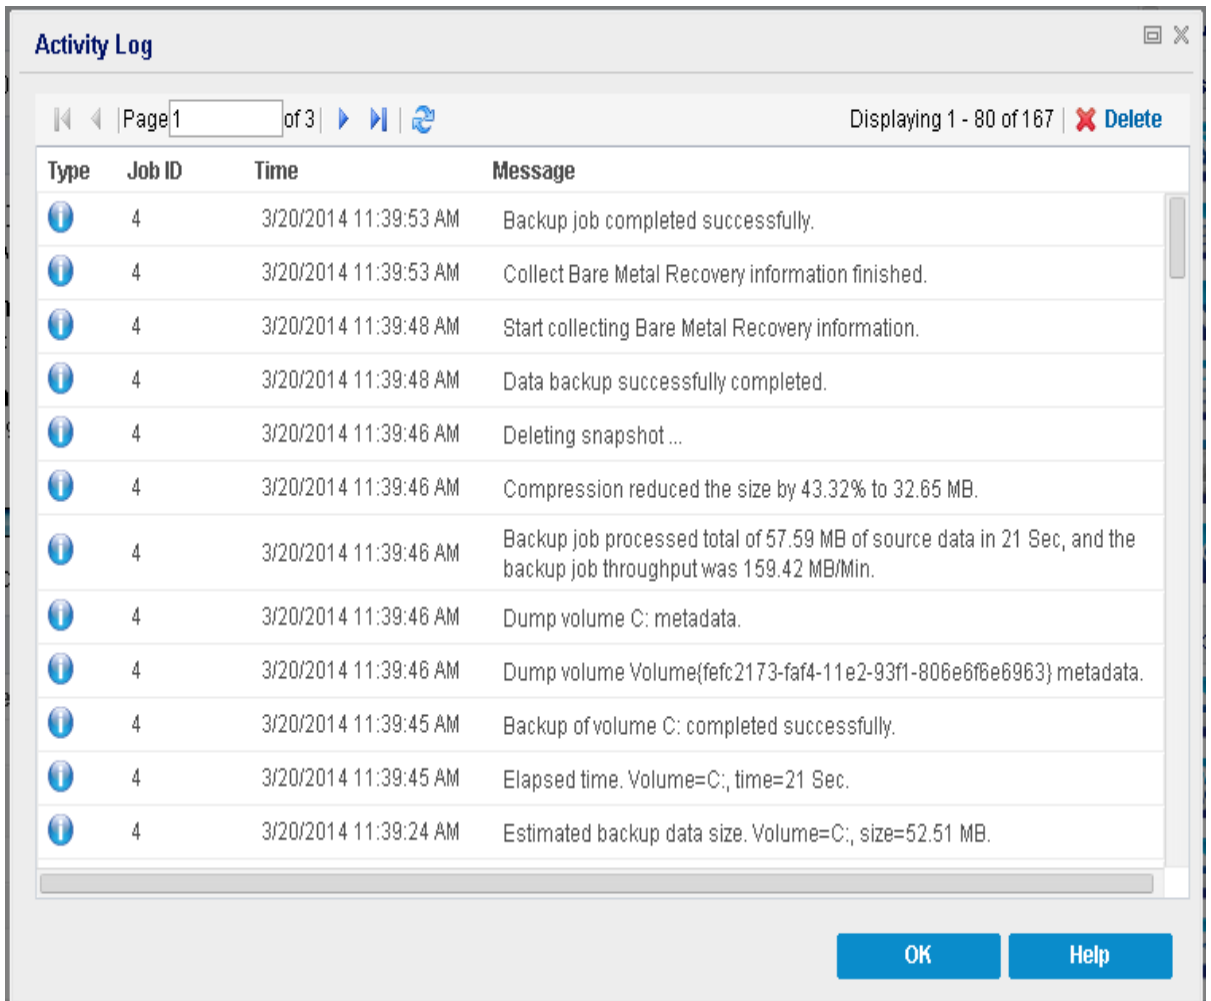 Activity Log
Page 1 of 3 Displaying 1 - 80 of 167 Delete
Type Job ID Time Message
4 3/20/2014 11:39:53 AM Backup job completed successfully.
4 3/20/2014 11:39:53 AM Collect Bare Metal Recovery information finished.
4 3/20/2014 11:39:48 AM Start collecting Bare Metal Recovery information.
4 3/20/2014 11:39:48 AM Data backup successfully completed.
4 3/20/2014 11:39:46 AM Deleting snapshot ...
4 3/20/2014 11:39:46 AM Compression reduced the size by 43.32% to 32.65 MB.
4 3/20/2014 11:39:46 AM Backup job processed total of 57.59 MB of source data in 21 Sec, and the
backup job throughput was 159.42 MB/Min.
4 3/20/2014 11:39:46 AM Dump volume C: metadata.
4 3/20/2014 11:39:46 AM Dump volume Volume{fefc2173-faf4-11e2-93f1-806e6f6e6963} metadata.
4 3/20/2014 11:39:45 AM Backup of volume C: completed successfully.
4 3/20/2014 11:39:45 AM Elapsed time. Volume=C:, time=21 Sec.
4 3/20/2014 11:39:24 AM Estimated backup data size. Volume=C:, size=52.51 MB.
OK Help